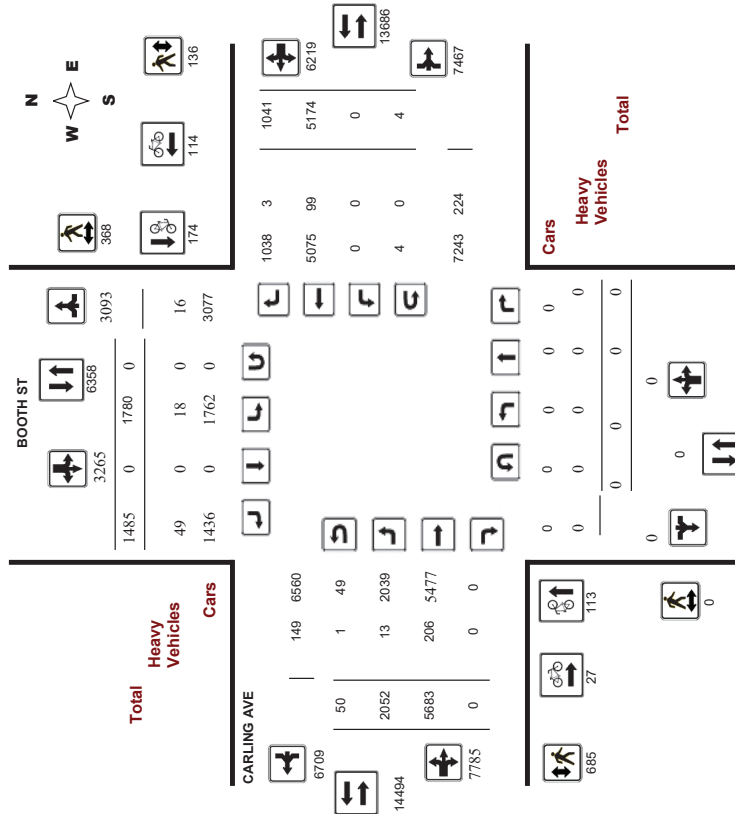 N
E
S
W
136
114
174
368
BOOTH ST
3265
6358
3093
1485 0 1780 0
49 0 18 0 16
1436 0 1762 0 3077
Total
Heavy
Vehicles
Cars
6219
13686
7467
1038 3 1041
5075 99 5174
0 0 0
4 0 4
7243 224
CARLING AVE
6709
14494
7785
149 6560
50 1 49
2052 13 2039
5683 206 5477
0 0 0
Cars
Heavy
Vehicles
Total
0 0 0 0 0
0 0 0 0 0
0 0 0 0
0
0
0
685
27
113
0